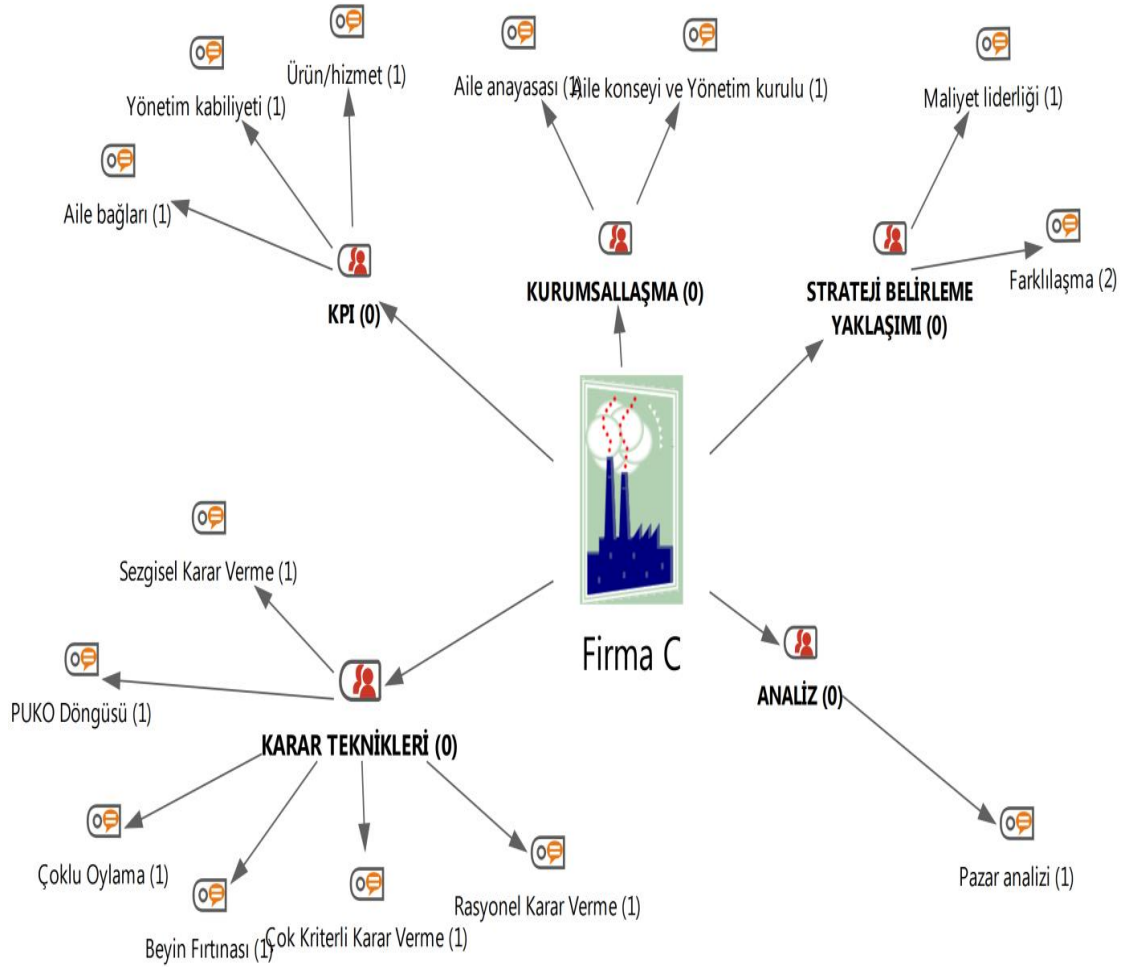 Ürün/hizmet (1)
Yönetim kabiliyeti (1)
Aile bağları (1)
KPI (0)
Aile anayasası (1)
Aile konseyi ve Yönetim kurulu (1)
KURUMSALLAŞMA (0)
Maliyet liderliği (1)
Farklılaşma (2)
STRATEJİ BELİRLEME
YAKLAŞIMI (0)
Firma C
Sezgisel Karar Verme (1)
PUKO Döngüsü (1)
KARAR TEKNİKLERİ (0)
Çoklu Oylama (1)
Beyin Fırtınası (1)
Çok Kriterli Karar Verme (1)
Rasyonel Karar Verme (1)
ANALİZ (0)
Pazar analizi (1)